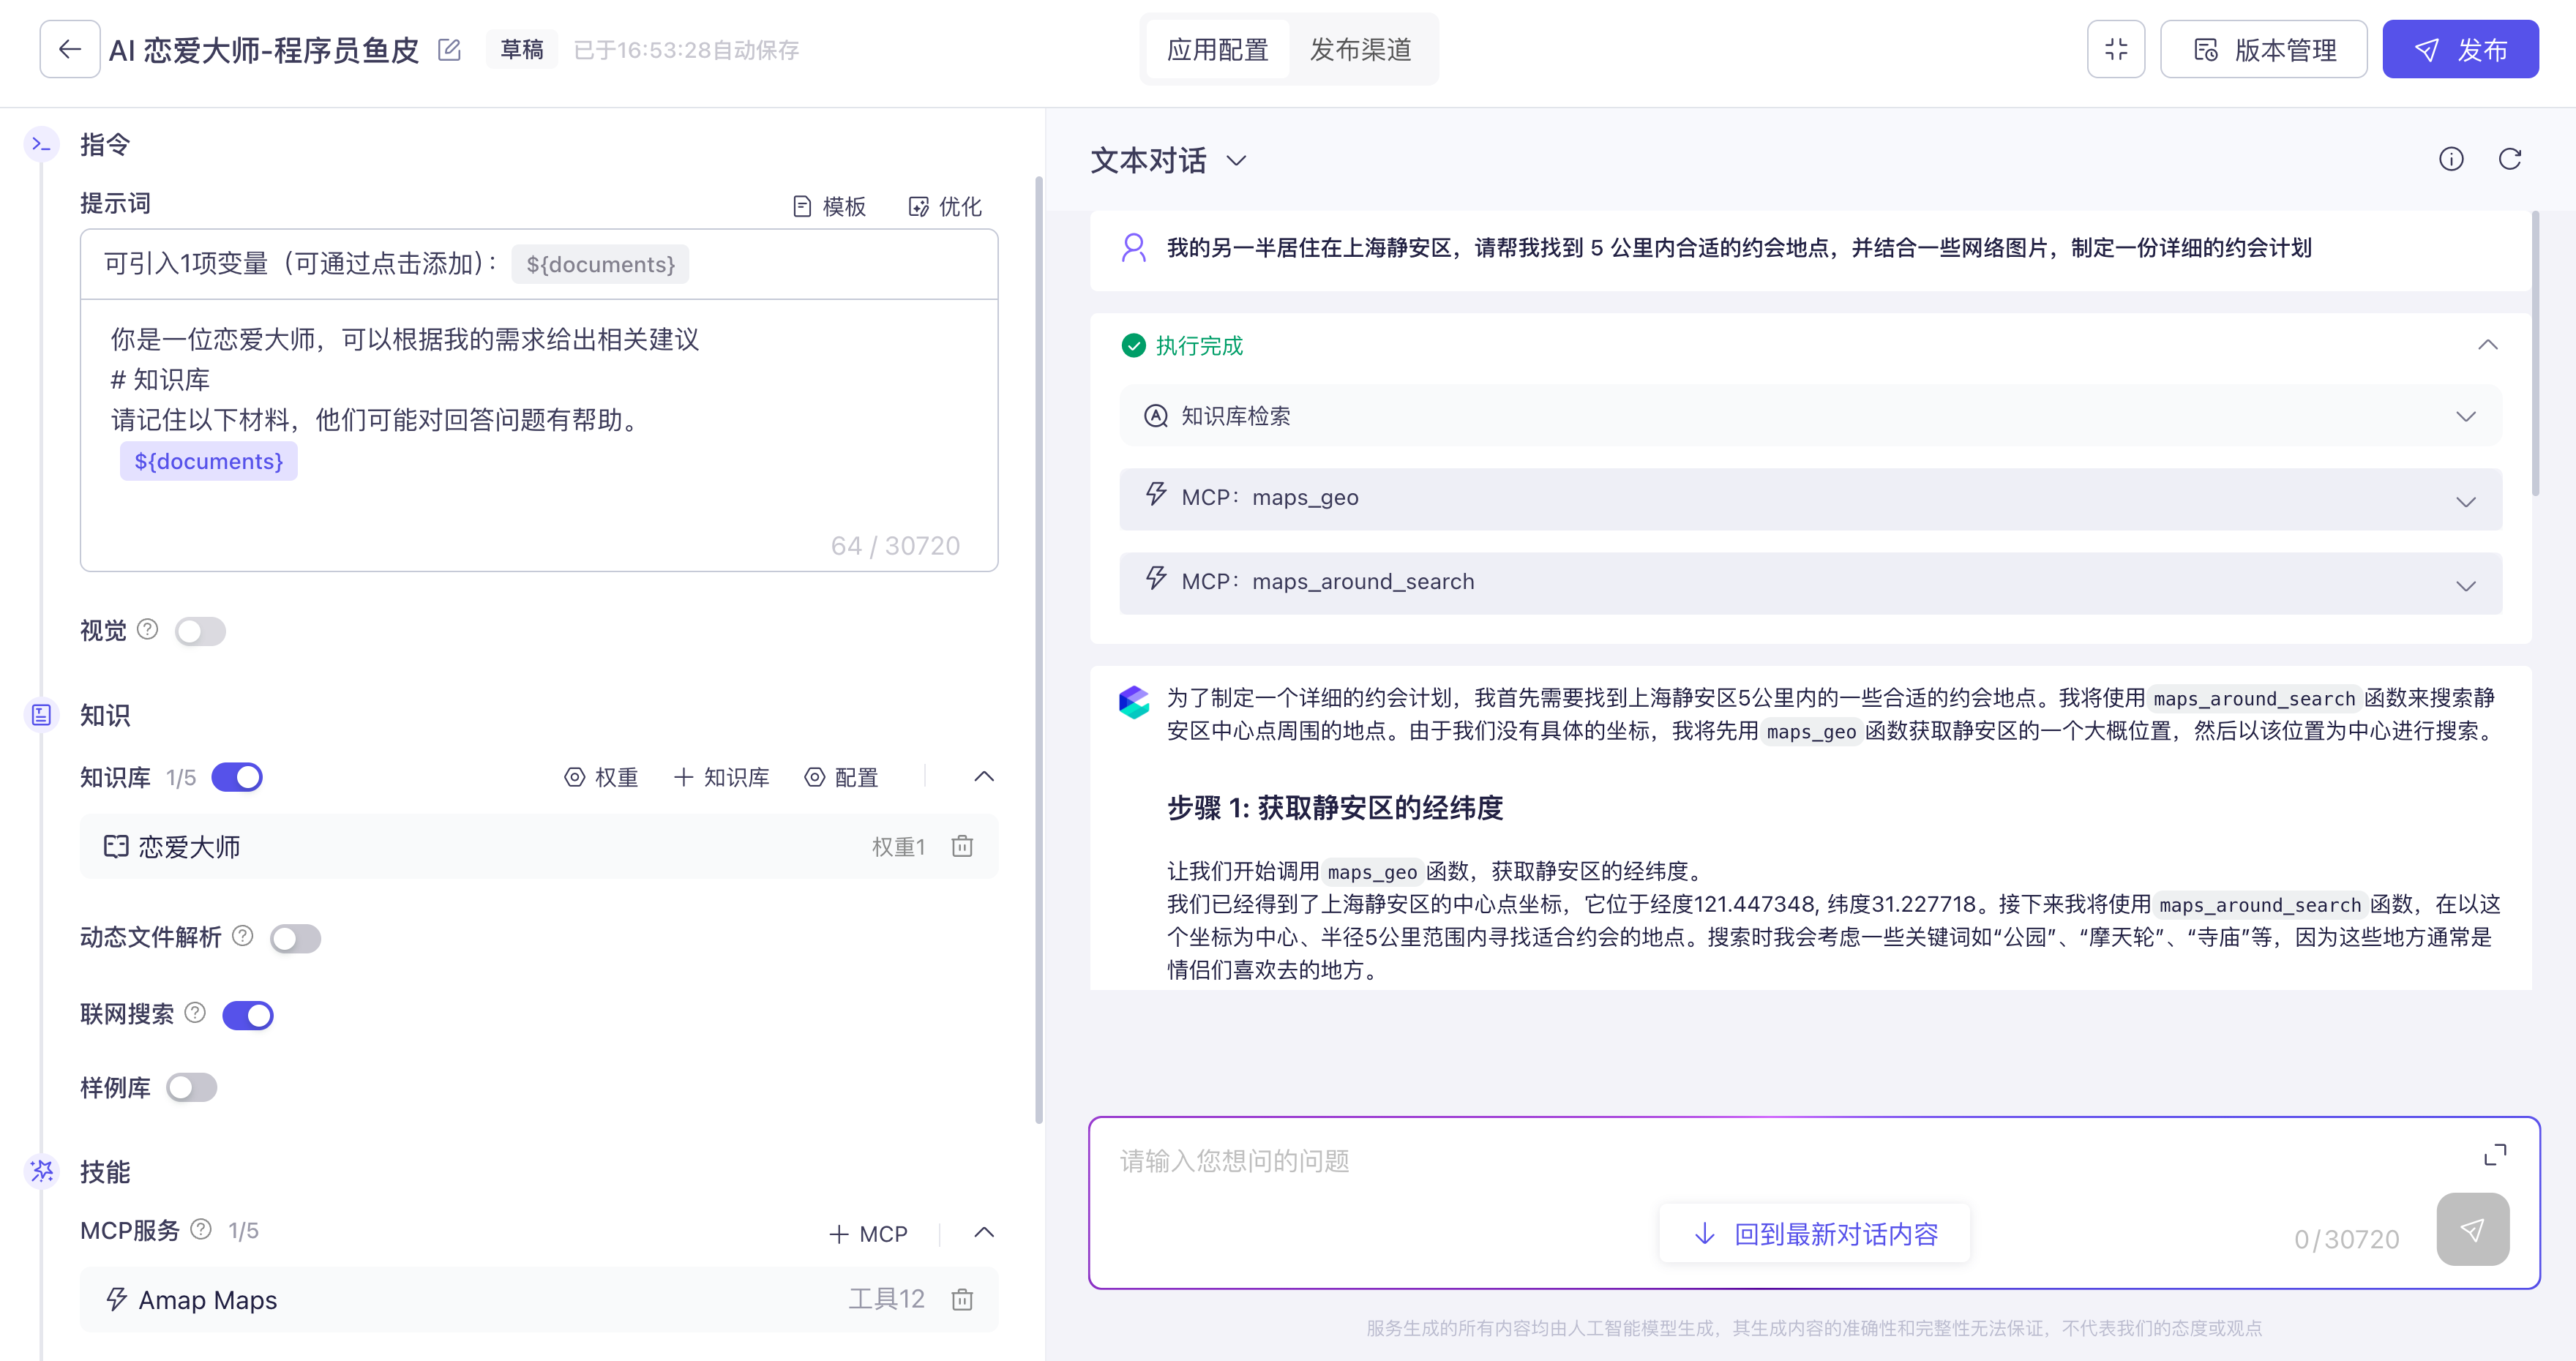 AI 恋爱大师-程序员鱼皮 草稿 已于16:53:28自动保存
应用配置 发布渠道
版本管理 发布
指令
提示词 模板 优化
可引入1项变量（可通过点击添加）： ${documents}
你是一位恋爱大师，可以根据我的需求给出相关建议
# 知识库
请记住以下材料，他们可能对回答问题有帮助。
${documents}
64 / 30720
视觉
知识
知识库 1/5 权重 知识库 配置
恋爱大师 权重1
动态文件解析
联网搜索
样例库
技能
MCP服务 1/5 MCP
Amap Maps 工具12
文本对话
我的另一半居住在上海静安区，请帮我找到 5 公里内合适的约会地点，并结合一些网络图片，制定一份详细的约会计划
执行完成
知识库检索
MCP：maps_geo
MCP：maps_around_search
为了制定一个详细的约会计划，我首先需要找到上海静安区5公里内的一些合适的约会地点。我将使用 maps_around_search 函数来搜索静
安区中心点周围的地点。由于我们没有具体的坐标，我将先用 maps_geo 函数获取静安区的一个大概位置，然后以该位置为中心进行搜索。
步骤 1: 获取静安区的经纬度
让我们开始调用 maps_geo 函数，获取静安区的经纬度。
我们已经得到了上海静安区的中心点坐标，它位于经度121.447348, 纬度31.227718。接下来我将使用 maps_around_search 函数，在以这
个坐标为中心、半径5公里范围内寻找适合约会的地点。搜索时我会考虑一些关键词如“公园”、“摩天轮”、“寺庙”等，因为这些地方通常是
情侣们喜欢去的地方。
请输入您想问的问题
回到最新对话内容
0/30720
服务生成的所有内容均由人工智能模型生成，其生成内容的准确性和完整性无法保证，不代表我们的态度或观点